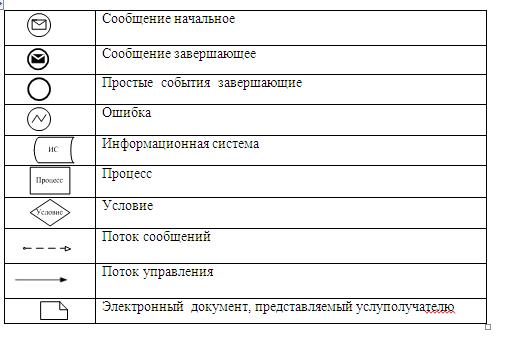 Сообщение начальное
Сообщение завершающее
Простые события завершающие
Ошибка
ИС Информационная система
Процесс Процесс
Условие Условие
Поток сообщений
Поток управления
Электронный документ, представляемый услуполучателю